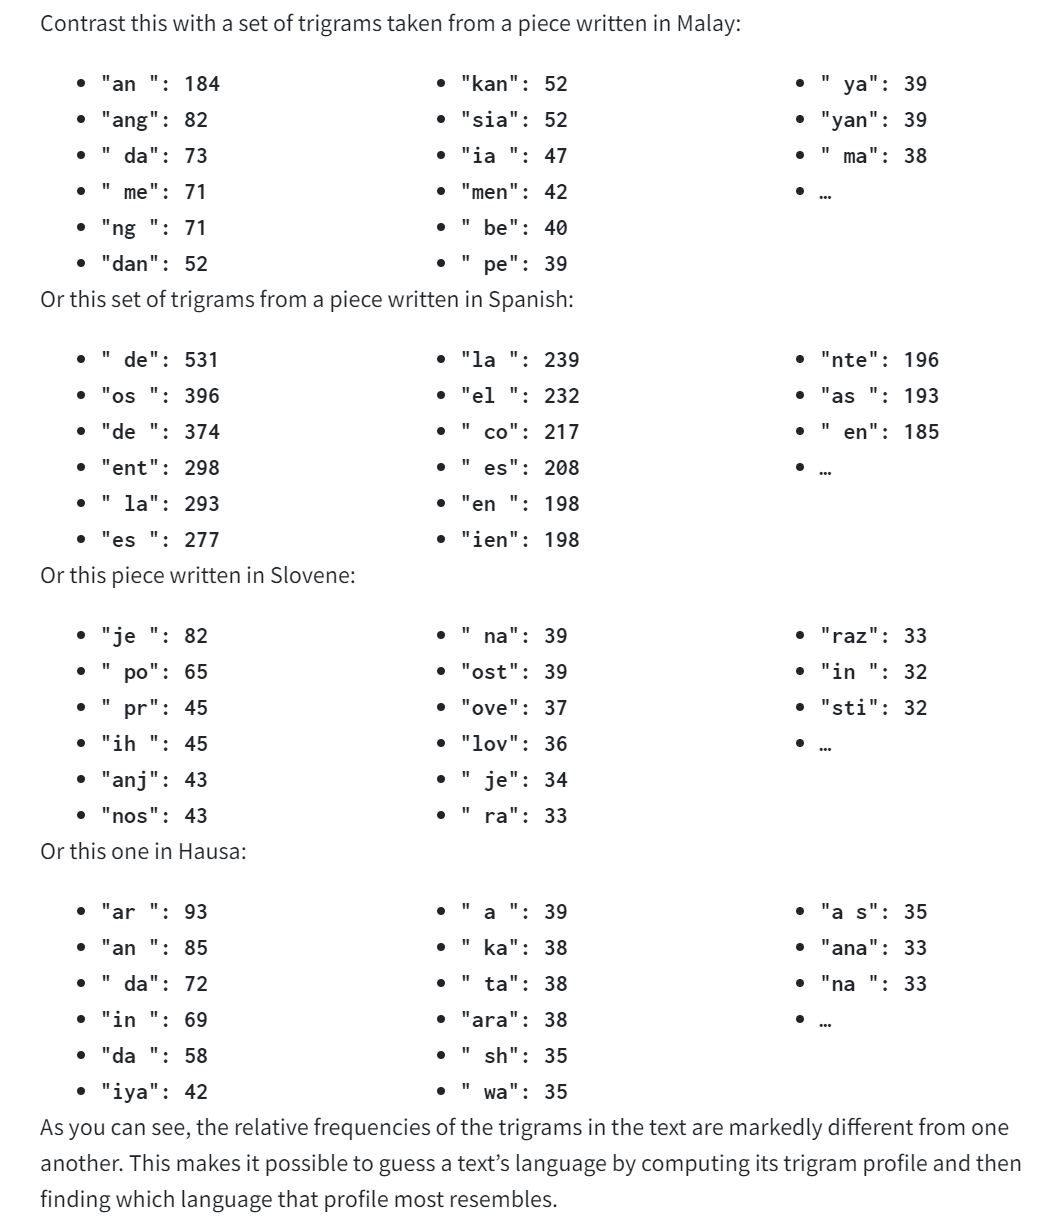 Contrast this with a set of trigrams taken from a piece written in Malay:
• "an ": 184
• "ang": 82
• " da": 73
• " me": 71
• "ng ": 71
• "dan": 52
• "kan": 52
• "sia": 52
• "ia ": 47
• "men": 42
• " be": 40
• " pe": 39
• " ya": 39
• "yan": 39
• " ma": 38
• …
Or this set of trigrams from a piece written in Spanish:
• " de": 531
• "os ": 396
• "de ": 374
• "ent": 298
• " la": 293
• "es ": 277
• "la ": 239
• "el ": 232
• " co": 217
• " es": 208
• "en ": 198
• "ien": 198
• "nte": 196
• "as ": 193
• " en": 185
• …
Or this piece written in Slovene:
• "je ": 82
• " po": 65
• " pr": 45
• "ih ": 45
• "anj": 43
• "nos": 43
• " na": 39
• "ost": 39
• "ove": 37
• "lov": 36
• " je": 34
• " ra": 33
• "raz": 33
• "in ": 32
• "sti": 32
• …
Or this one in Hausa:
• "ar ": 93
• "an ": 85
• " da": 72
• "in ": 69
• "da ": 58
• "iya": 42
• " a ": 39
• " ka": 38
• " ta": 38
• "ara": 38
• " sh": 35
• " wa": 35
• "a s": 35
• "ana": 33
• "na ": 33
• …
As you can see, the relative frequencies of the trigrams in the text are markedly different from one
another. This makes it possible to guess a text’s language by computing its trigram profile and then
finding which language that profile most resembles.